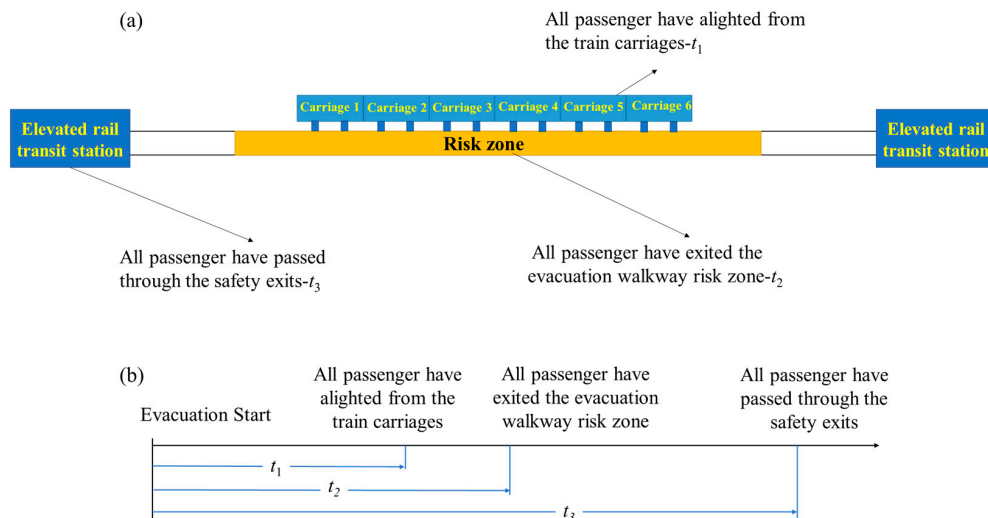 (a)
All passenger have alighted from
the train carriages-t1
Carriage 1 Carriage 2 Carriage 3 Carriage 4 Carriage 5 Carriage 6
Elevated rail
transit station
Risk zone
Elevated rail
transit station
All passenger have passed
through the safety exits-t3
All passenger have exited the
evacuation walkway risk zone-t2
(b)
Evacuation Start
All passenger have
alighted from the
train carriages
All passenger have
exited the evacuation
walkway risk zone
All passenger have
passed through the
safety exits
t1
t2
t3